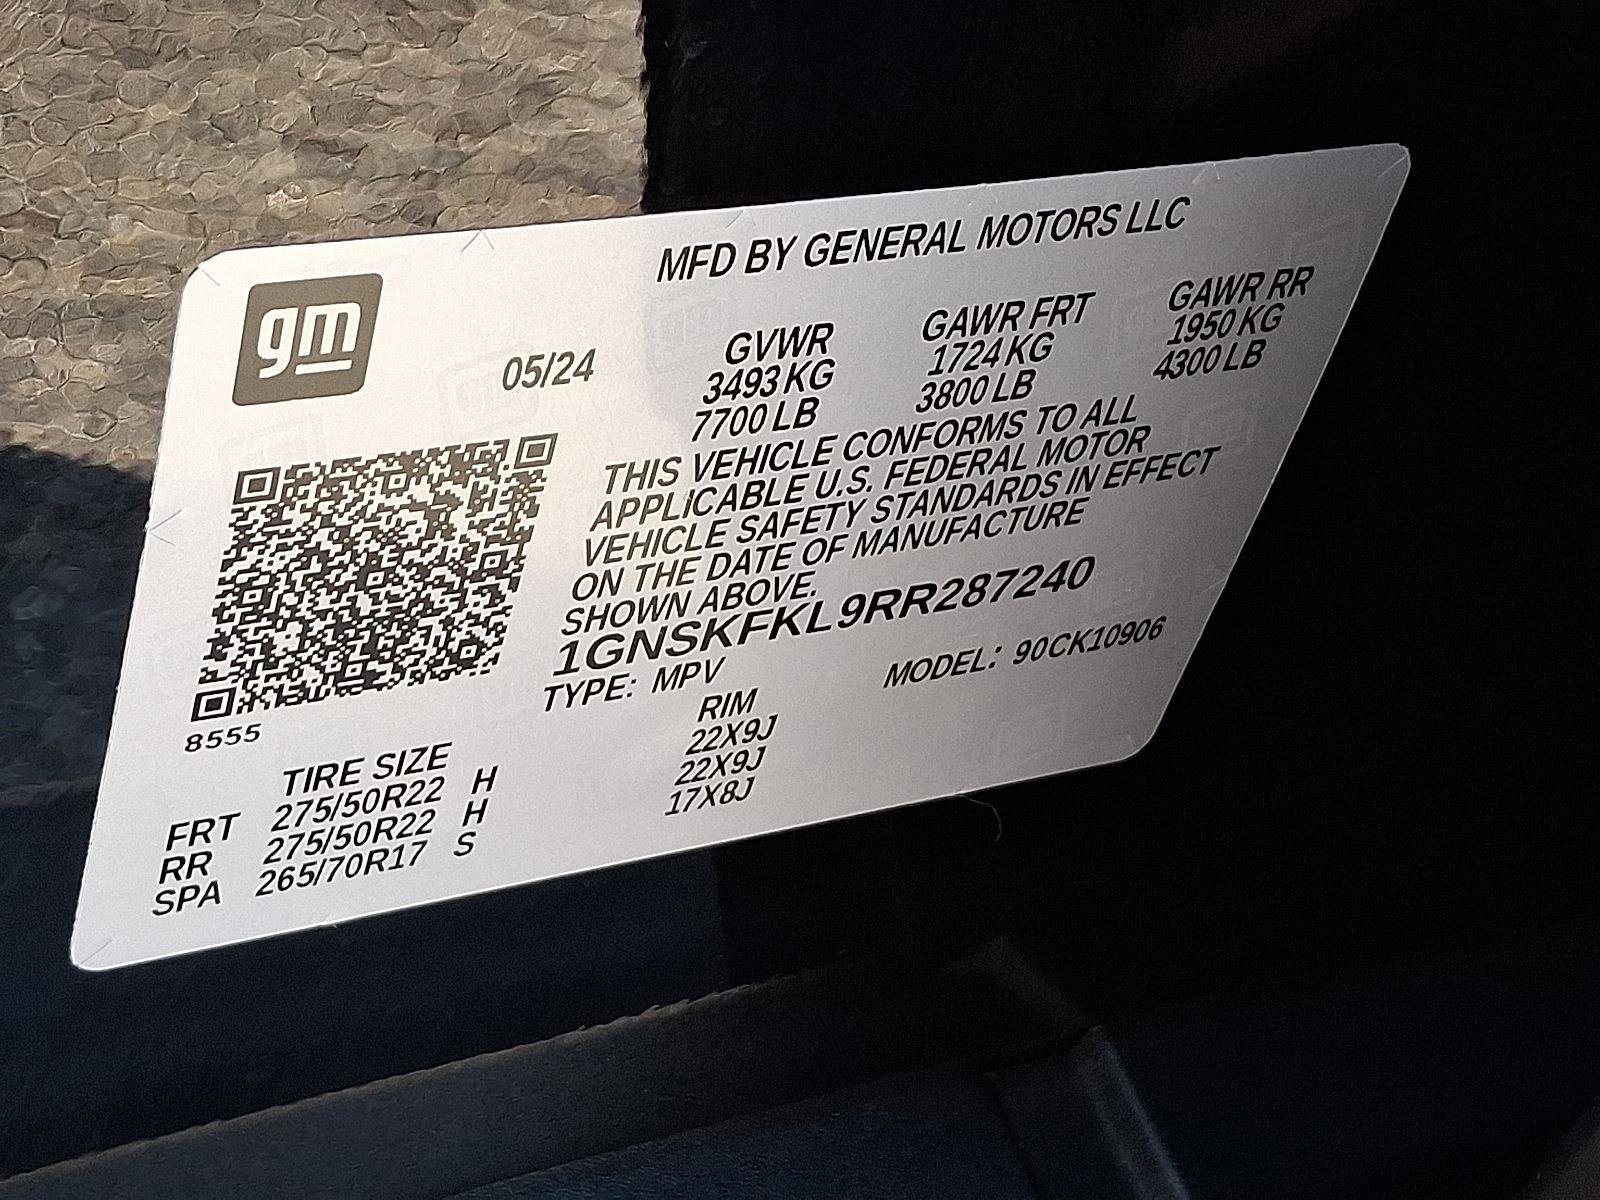 gm
MFD BY GENERAL MOTORS LLC
05/24
GVWR GAWR FRT GAWR RR
3493 KG 1724 KG 1950 KG
7700 LB 3800 LB 4300 LB
THIS VEHICLE CONFORMS TO ALL
APPLICABLE U.S. FEDERAL MOTOR
VEHICLE SAFETY STANDARDS IN EFFECT
ON THE DATE OF MANUFACTURE
SHOWN ABOVE.
1GNSKFKL9RR287240
TYPE: MPV MODEL: 90CK10906
8555
TIRE SIZE RIM
FRT 275/50R22 H 22X9J
RR 275/50R22 H 22X9J
SPA 265/70R17 S 17X8J